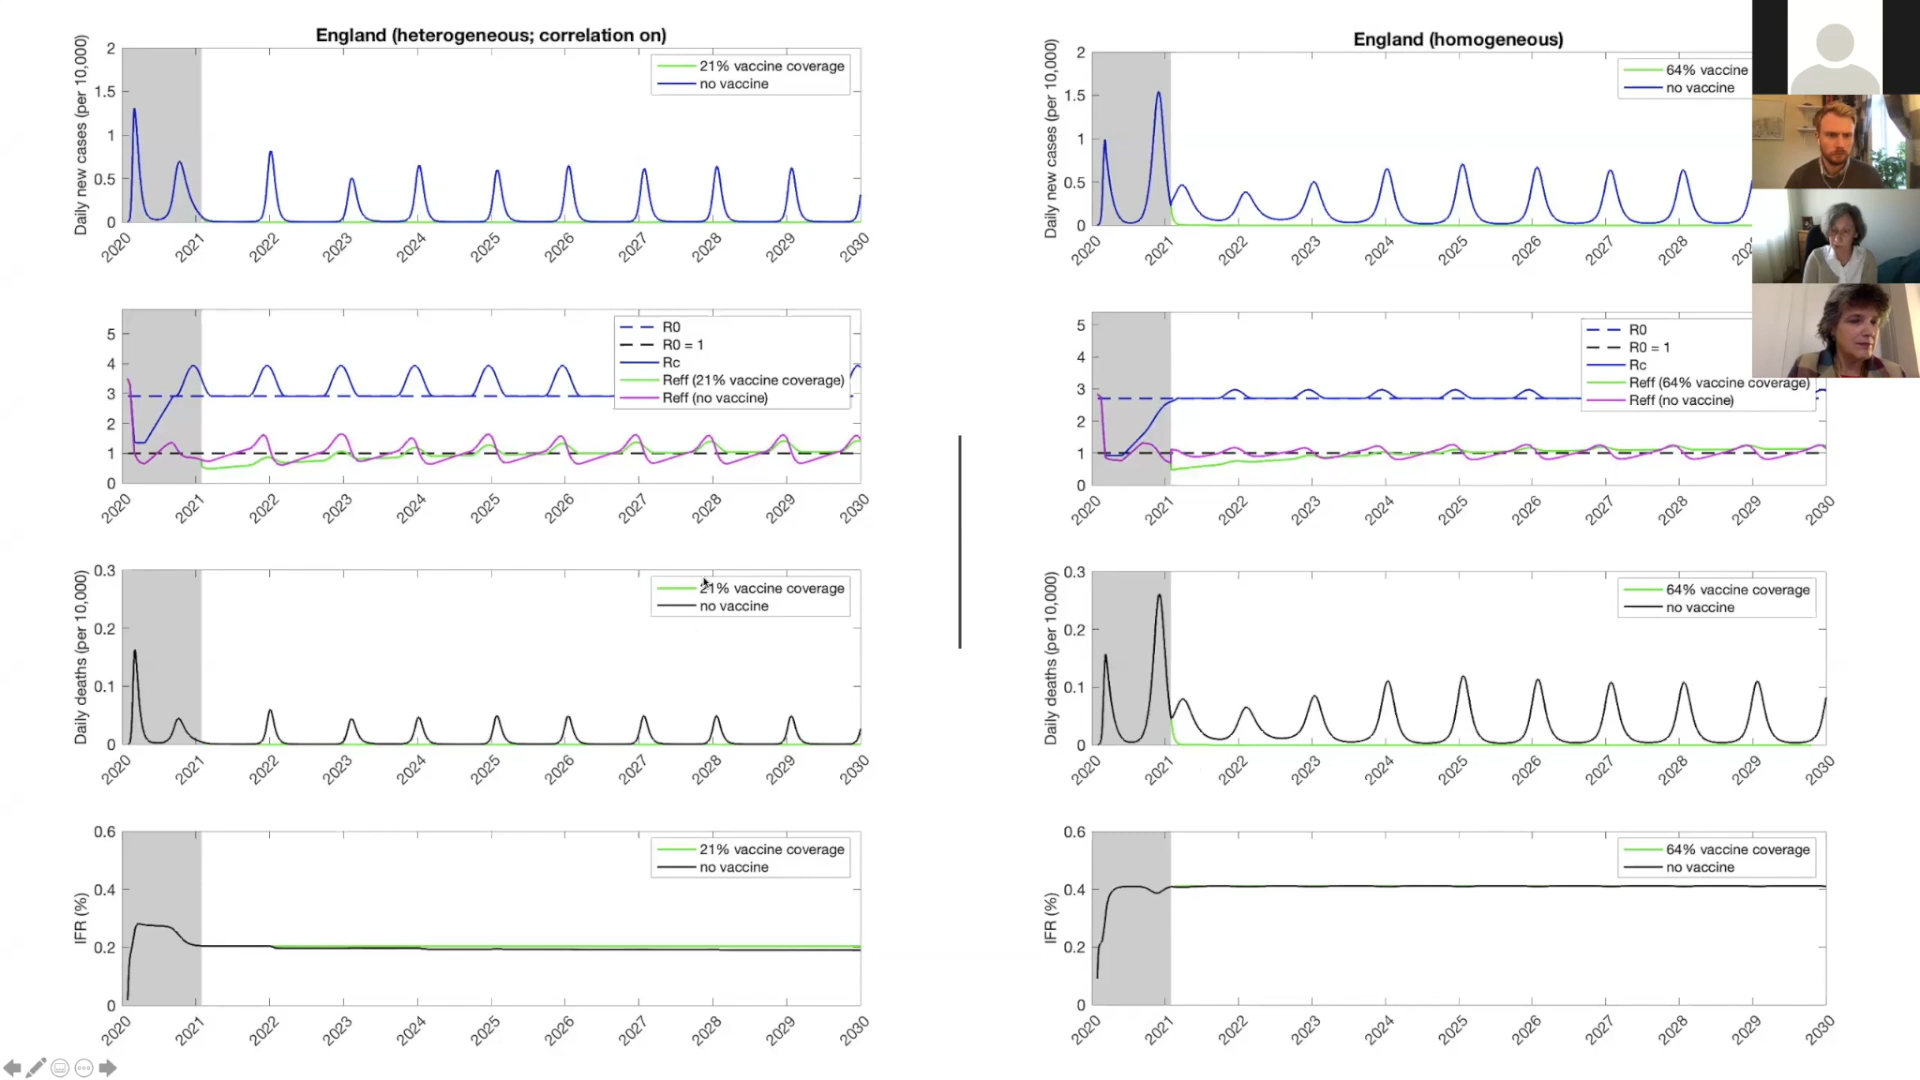 England (heterogeneous; correlation on)
Daily new cases (per 10,000)
2
1.5
1
0.5
0
21% vaccine coverage
no vaccine
2020 2021 2022 2023 2024 2025 2026 2027 2028 2029 2030
5
4
3
2
1
0
R0
R0 = 1
Rc
Reff (21% vaccine coverage)
Reff (no vaccine)
2020 2021 2022 2023 2024 2025 2026 2027 2028 2029 2030
Daily deaths (per 10,000)
0.3
0.2
0.1
0
21% vaccine coverage
no vaccine
2020 2021 2022 2023 2024 2025 2026 2027 2028 2029 2030
IFR (%)
0.6
0.4
0.2
0
21% vaccine coverage
no vaccine
2020 2021 2022 2023 2024 2025 2026 2027 2028 2029 2030
England (homogeneous)
Daily new cases (per 10,000)
2
1.5
1
0.5
0
64% vaccine
no vaccine
2020 2021 2022 2023 2024 2025 2026 2027 2028
5
4
3
2
1
0
R0
R0 = 1
Rc
Reff (64% vaccine coverage)
Reff (no vaccine)
2020 2021 2022 2023 2024 2025 2026 2027 2028 2029 2030
Daily deaths (per 10,000)
0.3
0.2
0.1
0
64% vaccine coverage
no vaccine
2020 2021 2022 2023 2024 2025 2026 2027 2028 2029 2030
IFR (%)
0.6
0.4
0.2
0
64% vaccine coverage
no vaccine
2020 2021 2022 2023 2024 2025 2026 2027 2028 2029 2030